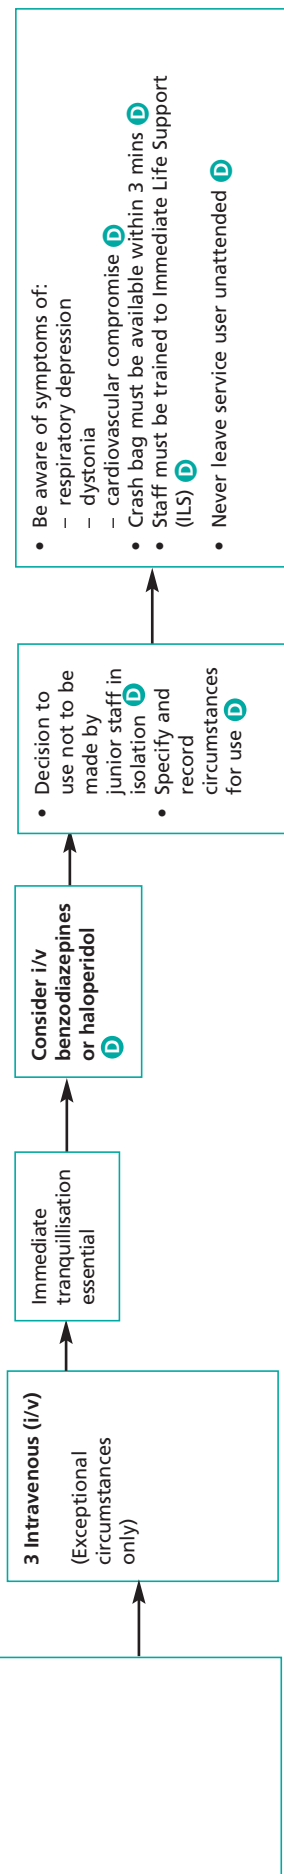 3 Intravenous (i/v)
(Exceptional
circumstances
only)
Immediate
tranquillisation
essential
Consider i/v
benzodiazepines
or haloperidol
D
• Decision to
use not to be
made by
junior staff in
isolation D
• Specify and
record
circumstances
for use D
• Be aware of symptoms of:
– respiratory depression
– dystonia
– cardiovascular compromise D
• Crash bag must be available within 3 mins D
• Staff must be trained to Immediate Life Support
(ILS) D
• Never leave service user unattended D